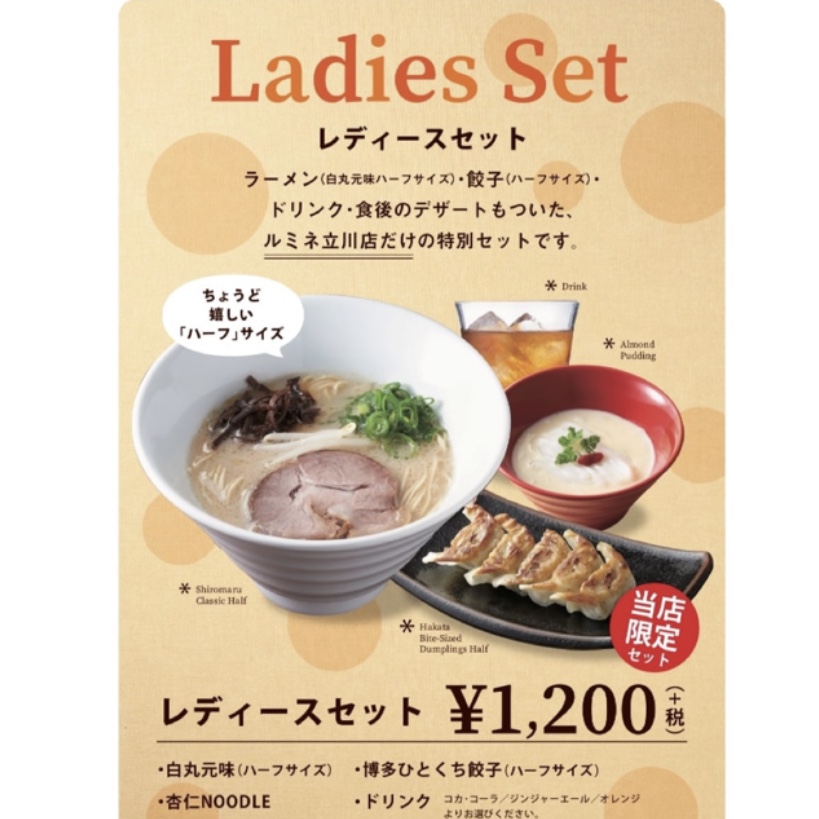 Ladies Set
レディースセット
ラーメン(白丸元味ハーフサイズ)・餃子(ハーフサイズ)・
ドリンク・食後のデザートもついた、
ルミネ立川店だけの特別セットです。
ちょうど
嬉しい
「ハーフ」サイズ
* Drink
* Almond
Pudding
* Shiromaru
Classic Half
* Hakata
Bite-Sized
Dumplings Half
当店
限定
セット
レディースセット ¥1,200(+税)
・白丸元味(ハーフサイズ) ・博多ひとくち餃子(ハーフサイズ)
・杏仁NOODLE ・ドリンク コカ・コーラ/ジンジャーエール/オレンジ
よりお選びください。